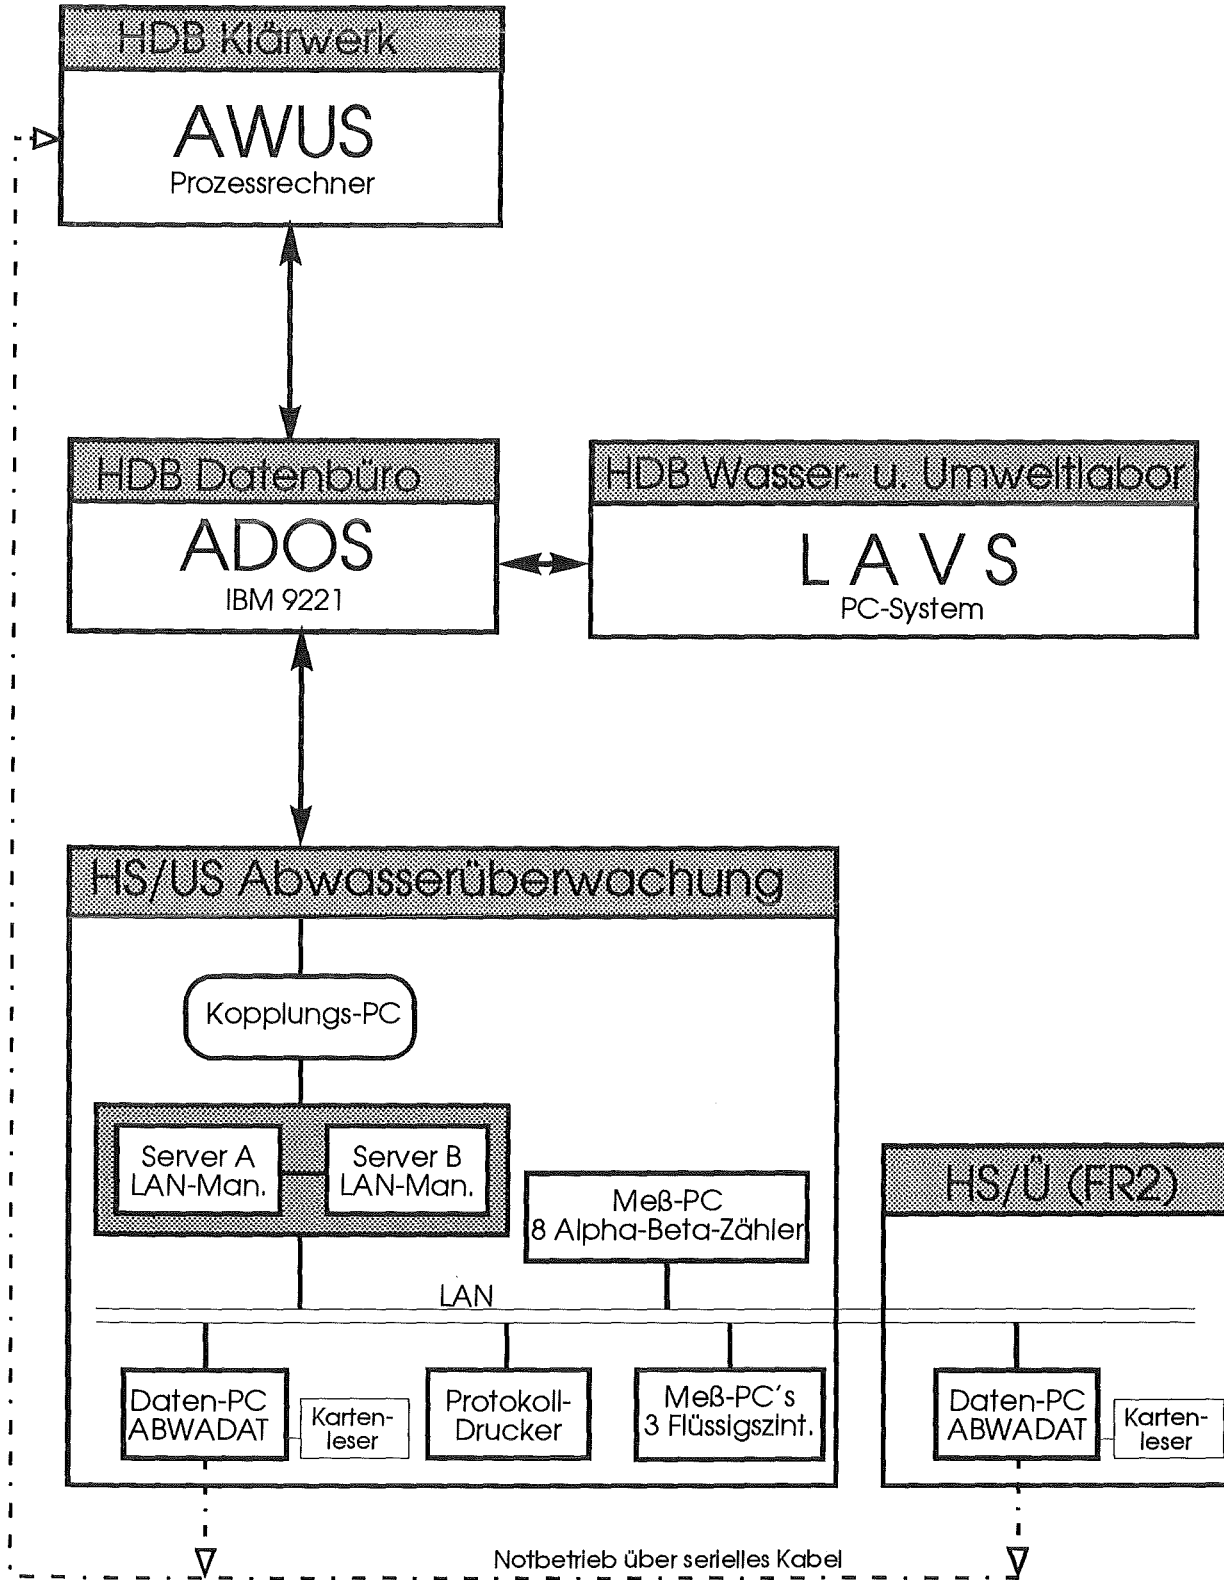 HDB Klärwerk
AWUS
Prozessrechner
HDB Datenbüro
ADOS
IBM 9221
HDB Wasser- u. Umweltlabor
L A V S
PC-System
HS/US Abwasserüberwachung
Kopplungs-PC
Server A
LAN-Man.
Server B
LAN-Man.
Meß-PC
8 Alpha-Beta-Zähler
HS/Ü (FR2)
LAN
Daten-PC
ABWADAT
Karten-
leser
Protokoll-
Drucker
Meß-PC's
3 Flüssigszint.
Daten-PC
ABWADAT
Karten-
leser
Notbetrieb über serielles Kabel